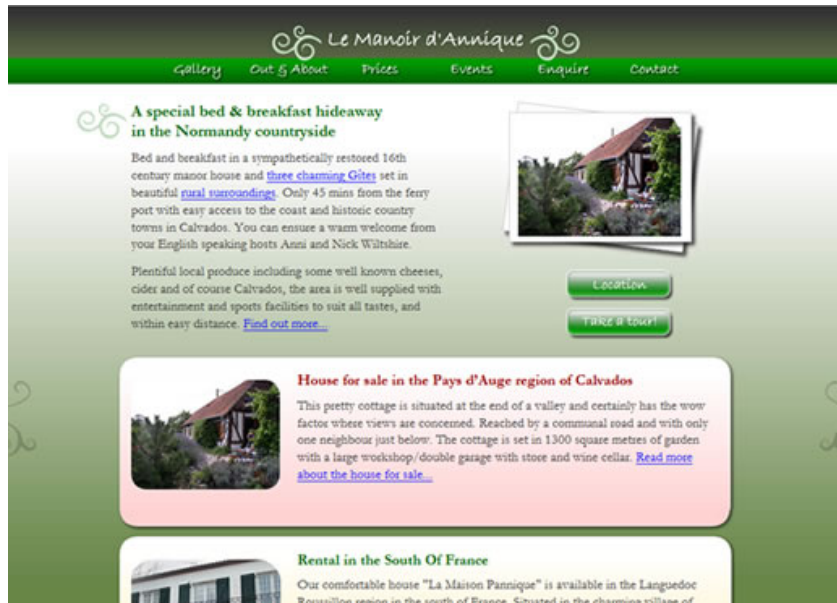 Le Manoir d'Annique
Gallery Out & About Prices Events Enquire Contact
A special bed & breakfast hideaway
in the Normandy countryside
Bed and breakfast in a sympathetically restored 16th
century manor house and three charming Gîtes set in
beautiful rural surroundings. Only 45 mins from the ferry
port with easy access to the coast and historic country
towns in Calvados. You can ensure a warm welcome from
your English speaking hosts Anni and Nick Wiltshire.
Plentiful local produce including some well known cheeses,
cider and of course Calvados, the area is well supplied with
entertainment and sports facilities to suit all tastes, and
within easy distance. Find out more...
Location
Take a tour!
House for sale in the Pays d'Auge region of Calvados
This pretty cottage is situated at the end of a valley and certainly has the wow
factor where views are concerned. Reached by a communal road and with only
one neighbour just below. The cottage is set in 1300 square metres of garden
with a large workshop/double garage with store and wine cellar. Read more
about the house for sale...
Rental in the South Of France
Our comfortable house "La Maison Pannique" is available in the Languedoc
Roussillon region in the south of France. Situated in the charming village of